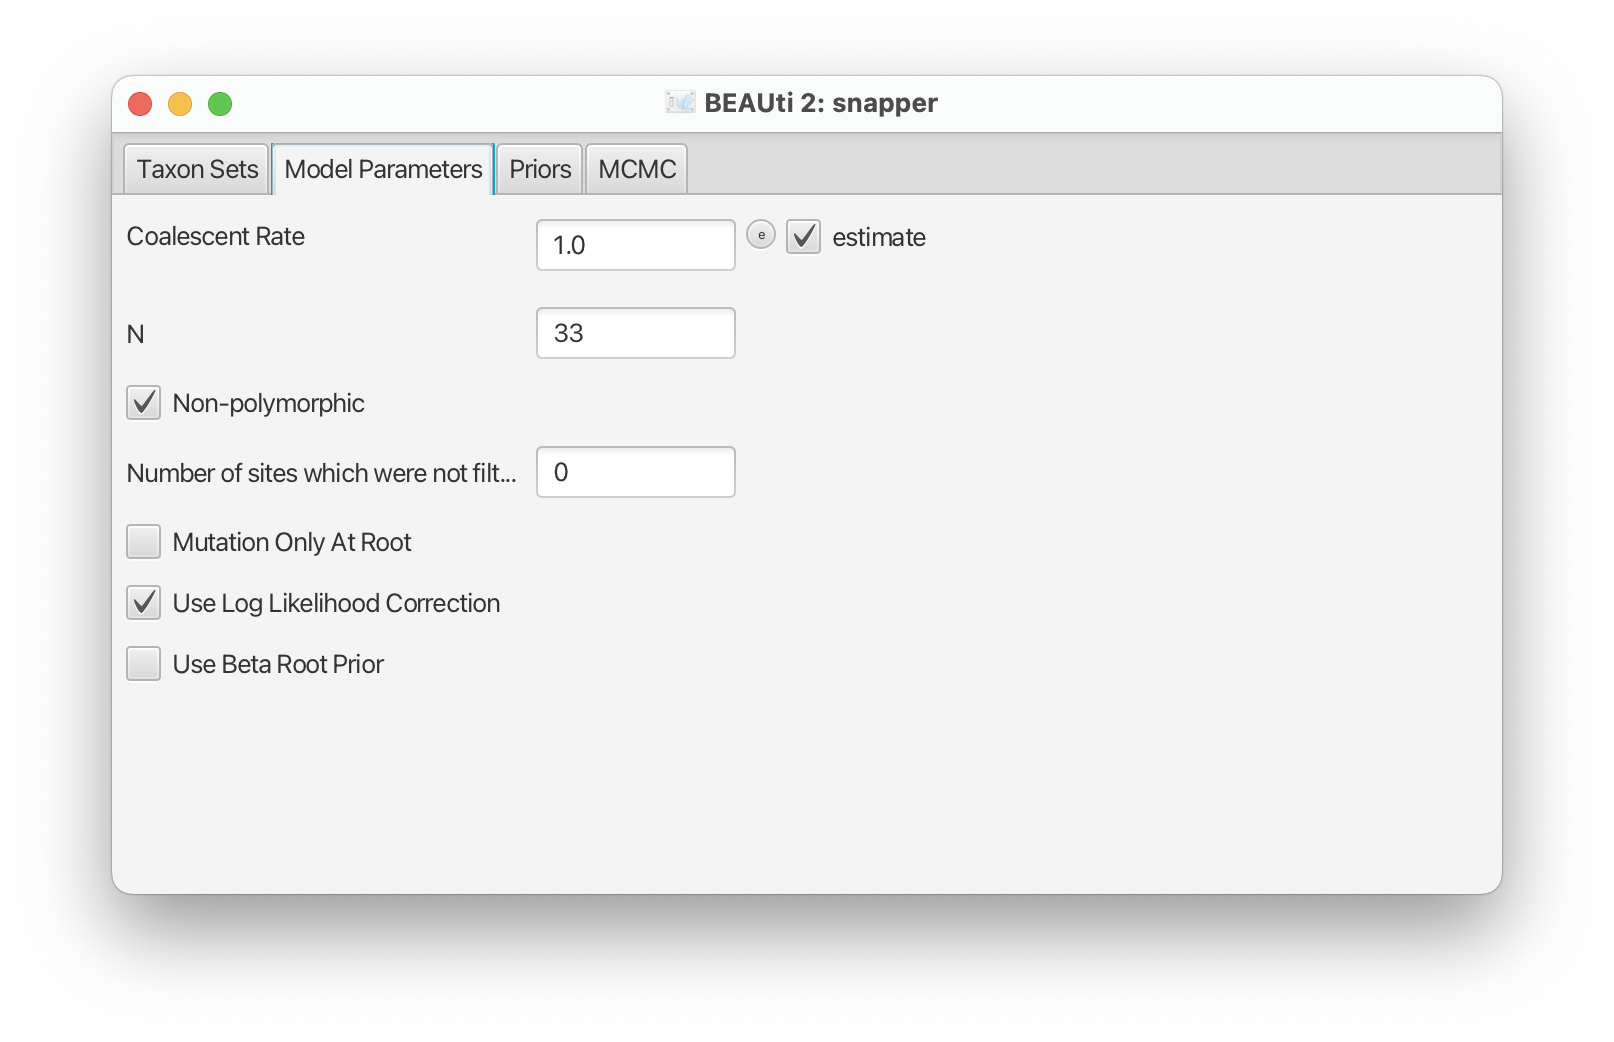 BEAUti 2: snapper
Taxon Sets Model Parameters Priors MCMC
Coalescent Rate 1.0 e estimate
N 33
Non-polymorphic
Number of sites which were not filt... 0
Mutation Only At Root
Use Log Likelihood Correction
Use Beta Root Prior